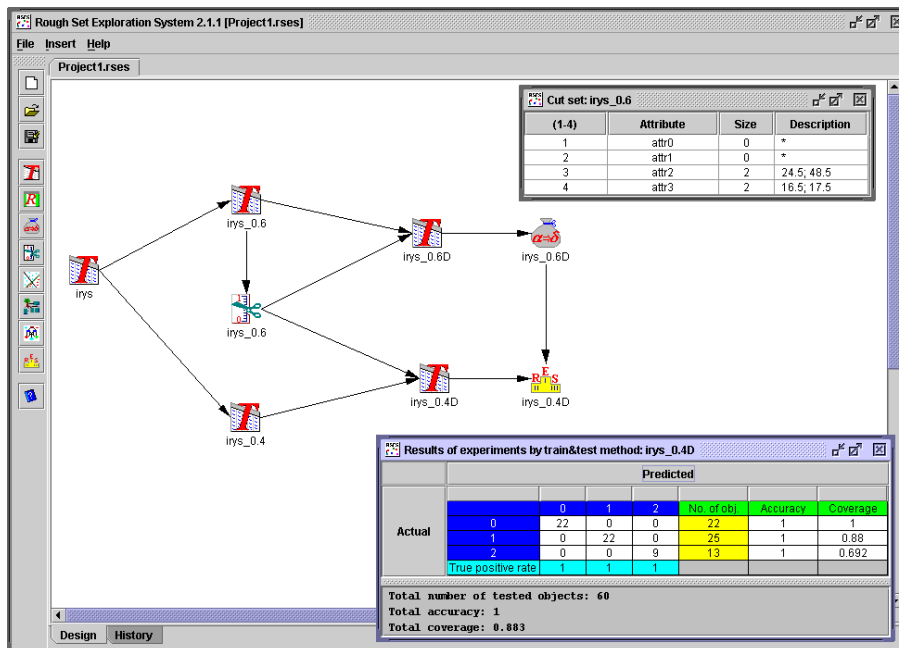 Rough Set Exploration System 2.1.1 [Project1.rses]
File Insert Help
Project1.rses
Cut set: irys_0.6
(1-4) Attribute Size Description
1 attr0 0 *
2 attr1 0 *
3 attr2 2 24.5; 48.5
4 attr3 2 16.5; 17.5
irys_0.6
irys_0.6D
irys_0.6D
irys
irys_0.6
irys_0.4D
irys_0.4D
irys_0.4
Results of experiments by train&test method: irys_0.4D
Predicted
Actual
0 1 2 No. of obj. Accuracy Coverage
0 22 0 0 22 1 1
1 0 22 0 25 1 0.88
2 0 0 9 13 1 0.692
True positive rate 1 1 1
Total number of tested objects: 60
Total accuracy: 1
Total coverage: 0.883
Design History